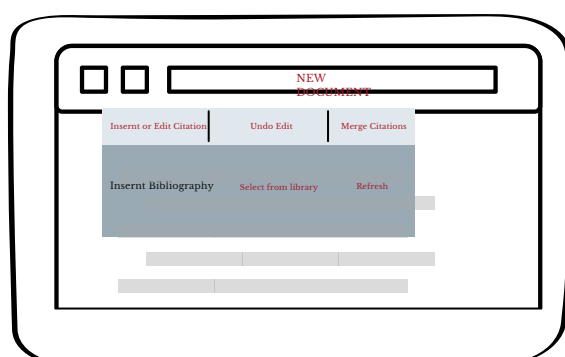 NEW
DOCUMENT
Insernt or Edit Citation Undo Edit Merge Citations
Insernt Bibliography Select from library Refresh